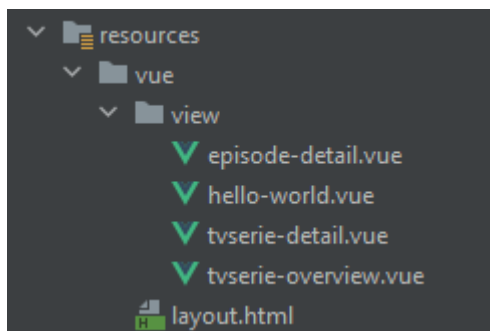 resources
vue
view
episode-detail.vue
hello-world.vue
tvserie-detail.vue
tvserie-overview.vue
H layout.html